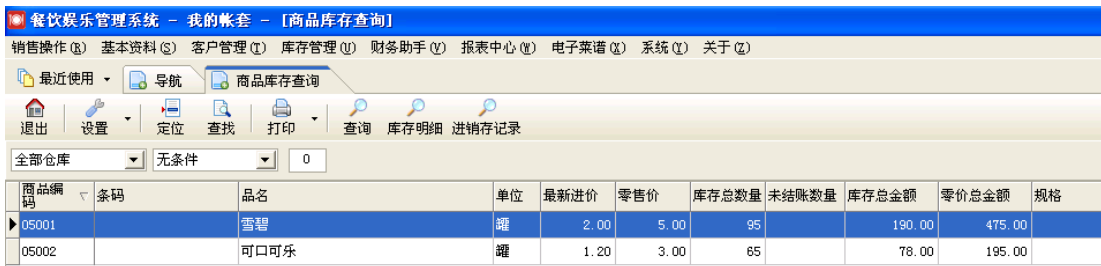 餐饮娱乐管理系统 - 我的帐套 - [商品库存查询]
销售操作(R) 基本资料(S) 客户管理(T) 库存管理(U) 财务助手(V) 报表中心(W) 电子菜谱(X) 系统(Y) 关于(Z)
最近使用 导航 商品库存查询
退出 设置 定位 查找 打印 查询 库存明细 进销存记录
全部仓库 无条件 0
商品编码 条码 品名 单位 最新进价 零售价 库存总数量 未结账数量 库存总金额 零价总金额 规格
05001 雪碧 罐 2.00 5.00 95 190.00 475.00
05002 可口可乐 罐 1.20 3.00 65 78.00 195.00